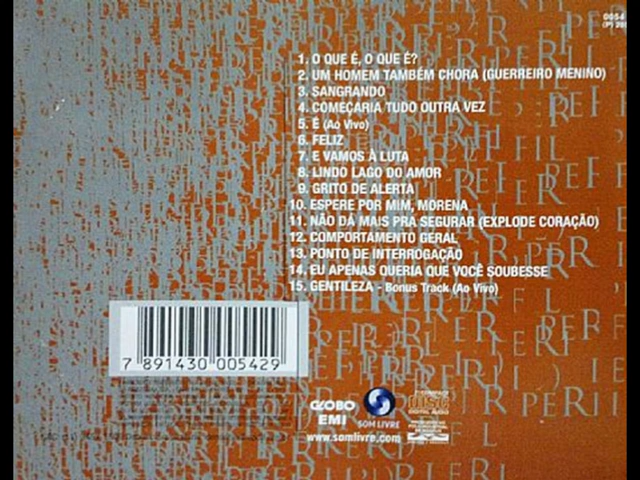 0054
1. O QUE É, O QUE É?
2. UM HOMEM TAMBÉM CHORA (GUERREIRO MENINO)
3. SANGRANDO
4. COMEÇARIA TUDO OUTRA VEZ
5. É (Ao Vivo)
6. FELIZ
7. E VAMOS À LUTA
8. LINDO LAGO DO AMOR
9. GRITO DE ALERTA
10. ESPERE POR MIM, MORENA
11. NÃO DÁ MAIS PRA SEGURAR (EXPLODE CORAÇÃO)
12. COMPORTAMENTO GERAL
13. PONTO DE INTERROGAÇÃO
14. EU APENAS QUERIA QUE VOCÊ SOUBESSE
15. GENTILEZA - Bonus Track (Ao Vivo)
7 891430 005429
GLOBO
EMI
SOM LIVRE
COMPACT
DISC
DIGITAL AUDIO
www.somlivre.com